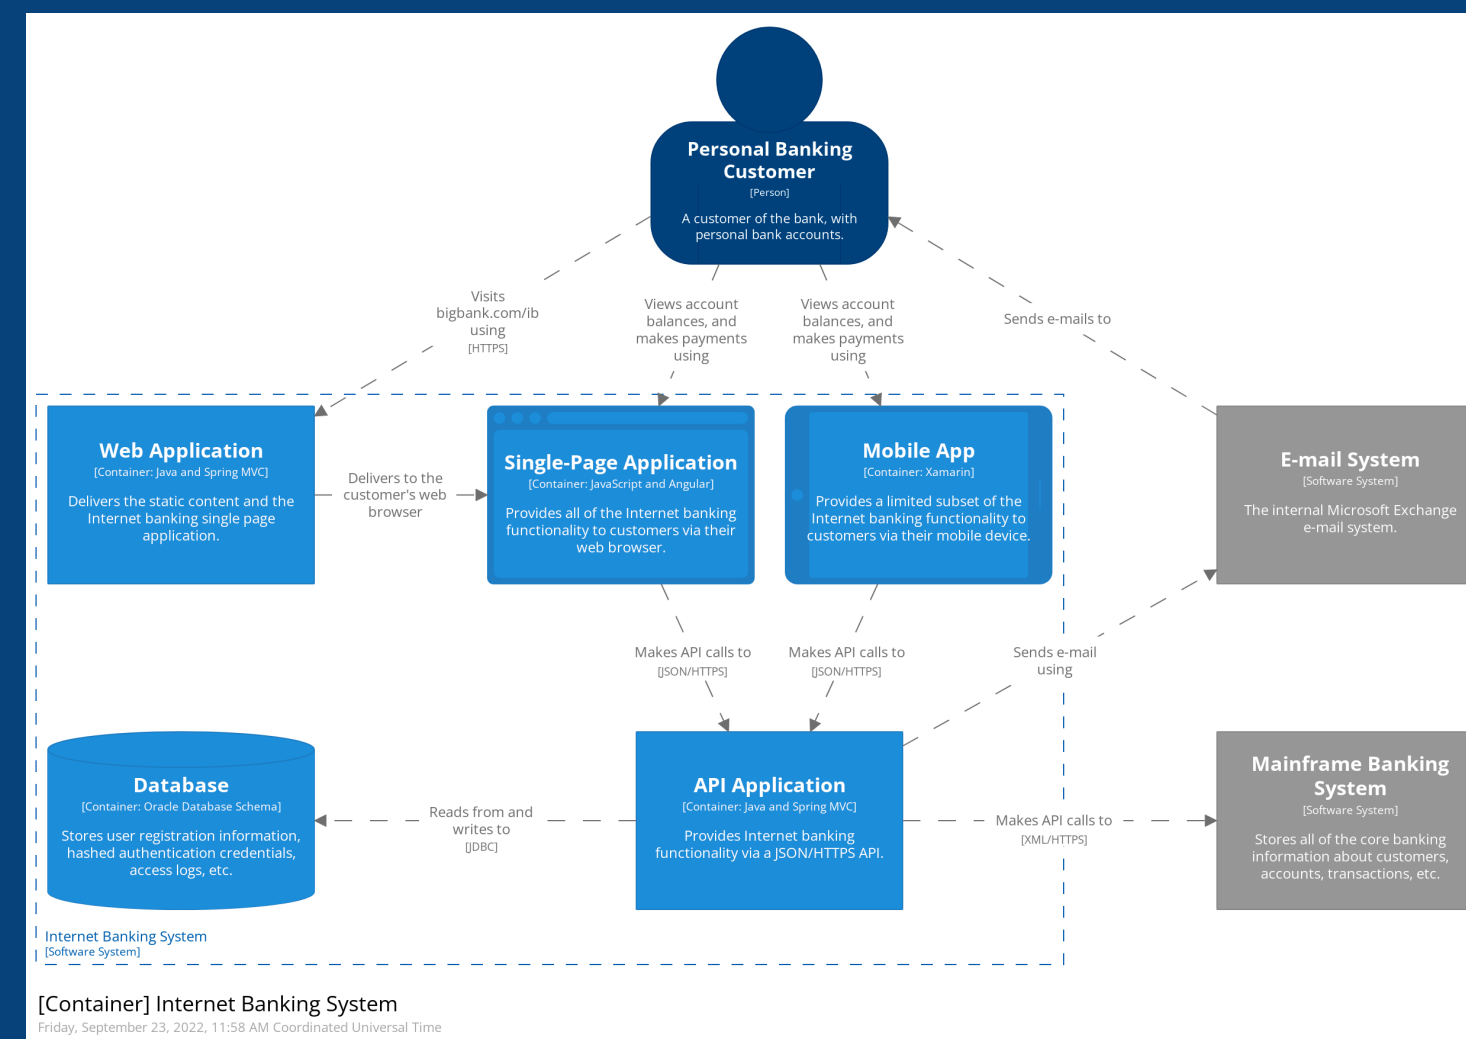 Personal Banking
Customer
[Person]
A customer of the bank, with
personal bank accounts.
Visits
bigbank.com/ib
using
[HTTPS]
Views account
balances, and
makes payments
using
Views account
balances, and
makes payments
using
Sends e-mails to
Web Application
[Container: Java and Spring MVC]
Delivers the static content and the
Internet banking single page
application.
Delivers to the
customer's web
browser
Single-Page Application
[Container: JavaScript and Angular]
Provides all of the Internet banking
functionality to customers via their
web browser.
Mobile App
[Container: Xamarin]
Provides a limited subset of the
Internet banking functionality to
customers via their mobile device.
E-mail System
[Software System]
The internal Microsoft Exchange
e-mail system.
Makes API calls to
[JSON/HTTPS]
Makes API calls to
[JSON/HTTPS]
Sends e-mail
using
Database
[Container: Oracle Database Schema]
Stores user registration information,
hashed authentication credentials,
access logs, etc.
Reads from and
writes to
[JDBC]
API Application
[Container: Java and Spring MVC]
Provides Internet banking
functionality via a JSON/HTTPS API.
Makes API calls to
[XML/HTTPS]
Mainframe Banking
System
[Software System]
Stores all of the core banking
information about customers,
accounts, transactions, etc.
Internet Banking System
[Software System]
[Container] Internet Banking System
Friday, September 23, 2022, 11:58 AM Coordinated Universal Time